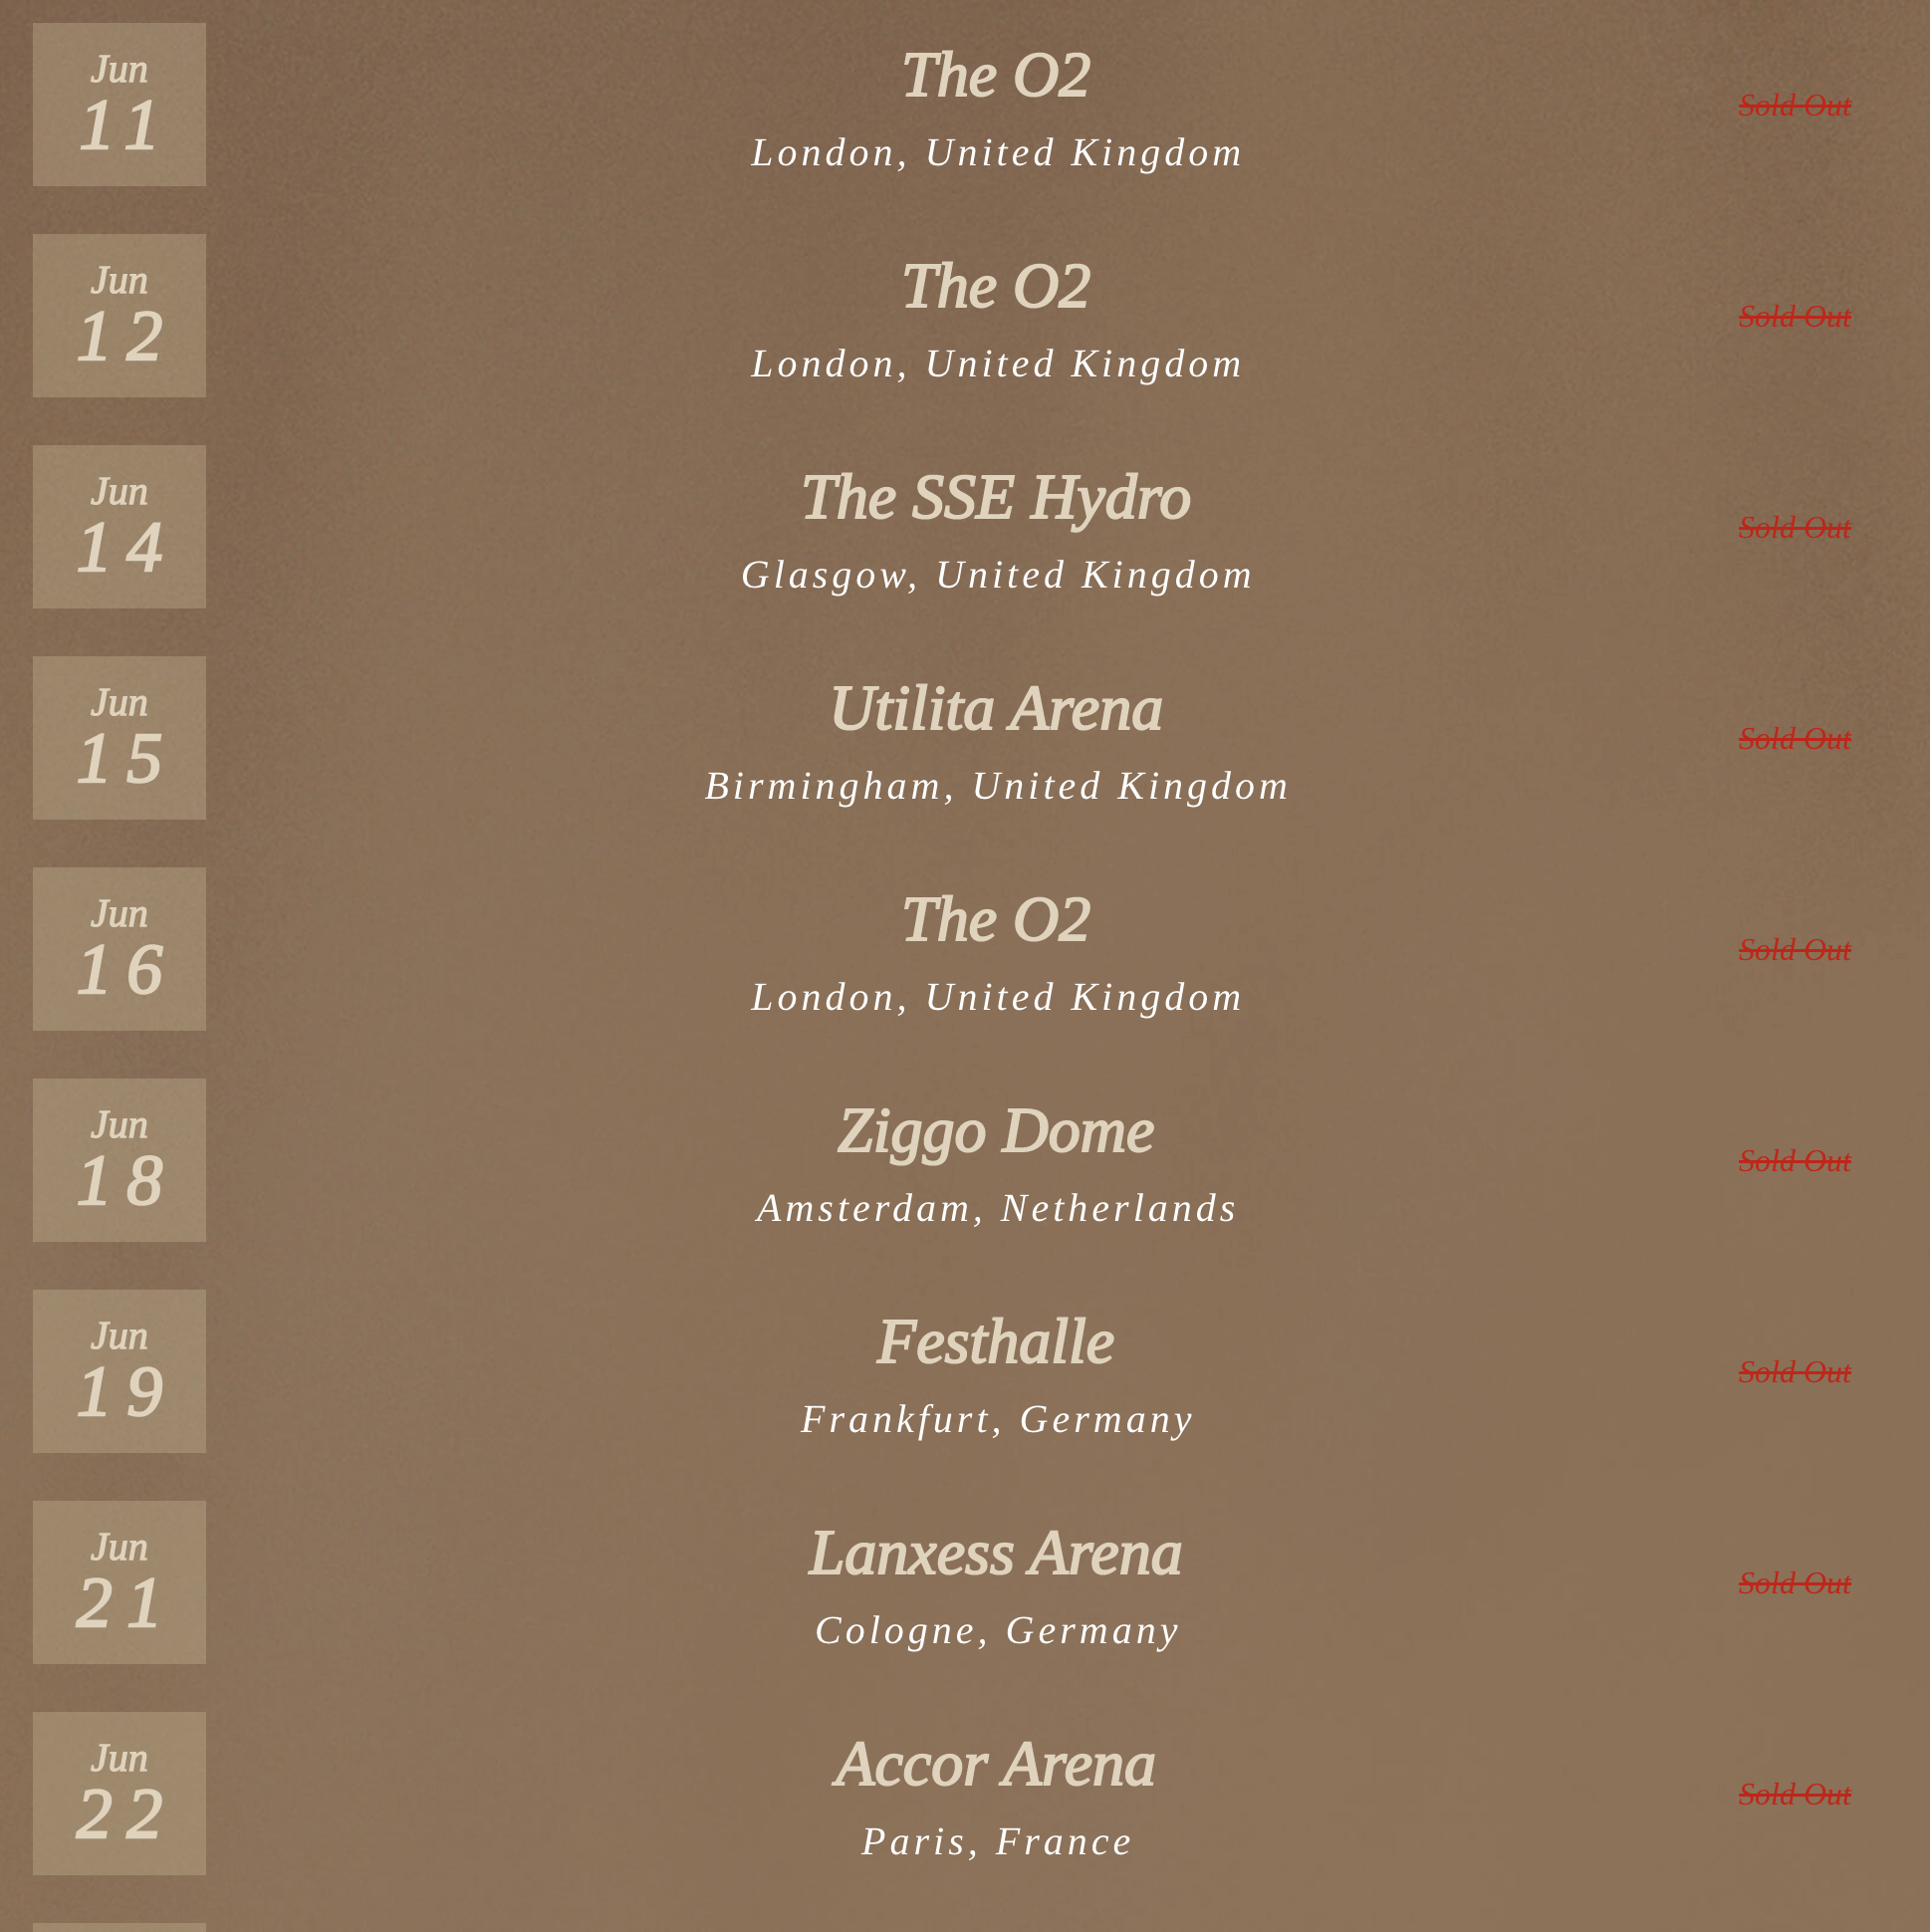 Jun
11
The O2
London, United Kingdom
Sold Out
Jun
12
The O2
London, United Kingdom
Sold Out
Jun
14
The SSE Hydro
Glasgow, United Kingdom
Sold Out
Jun
15
Utilita Arena
Birmingham, United Kingdom
Sold Out
Jun
16
The O2
London, United Kingdom
Sold Out
Jun
18
Ziggo Dome
Amsterdam, Netherlands
Sold Out
Jun
19
Festhalle
Frankfurt, Germany
Sold Out
Jun
21
Lanxess Arena
Cologne, Germany
Sold Out
Jun
22
Accor Arena
Paris, France
Sold Out